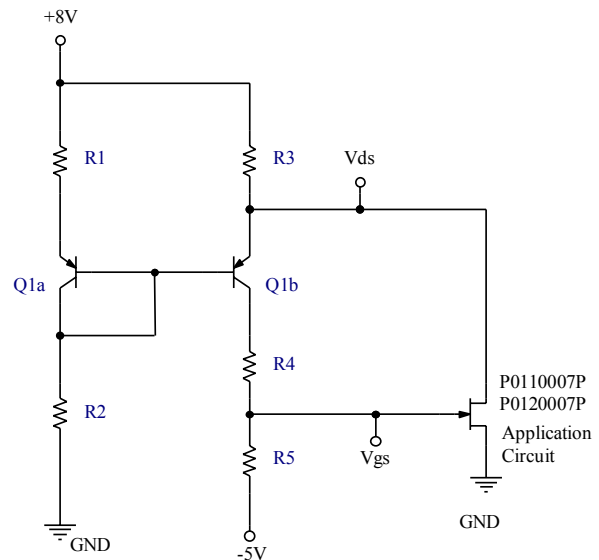 +8V
R1
R3
Vds
Q1a
Q1b
R4
P0110007P
P0120007P
R2
Application
Circuit
R5
Vgs
GND
GND
-5V